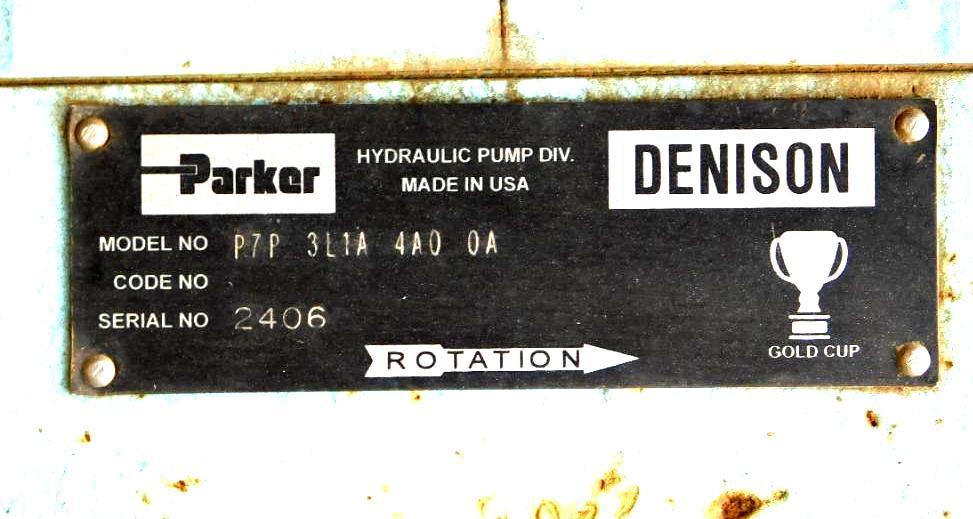 Parker
HYDRAULIC PUMP DIV.
MADE IN USA
DENISON
MODEL NO P7P 3L1A 4A0 0A
CODE NO
SERIAL NO 2406
ROTATION
GOLD CUP